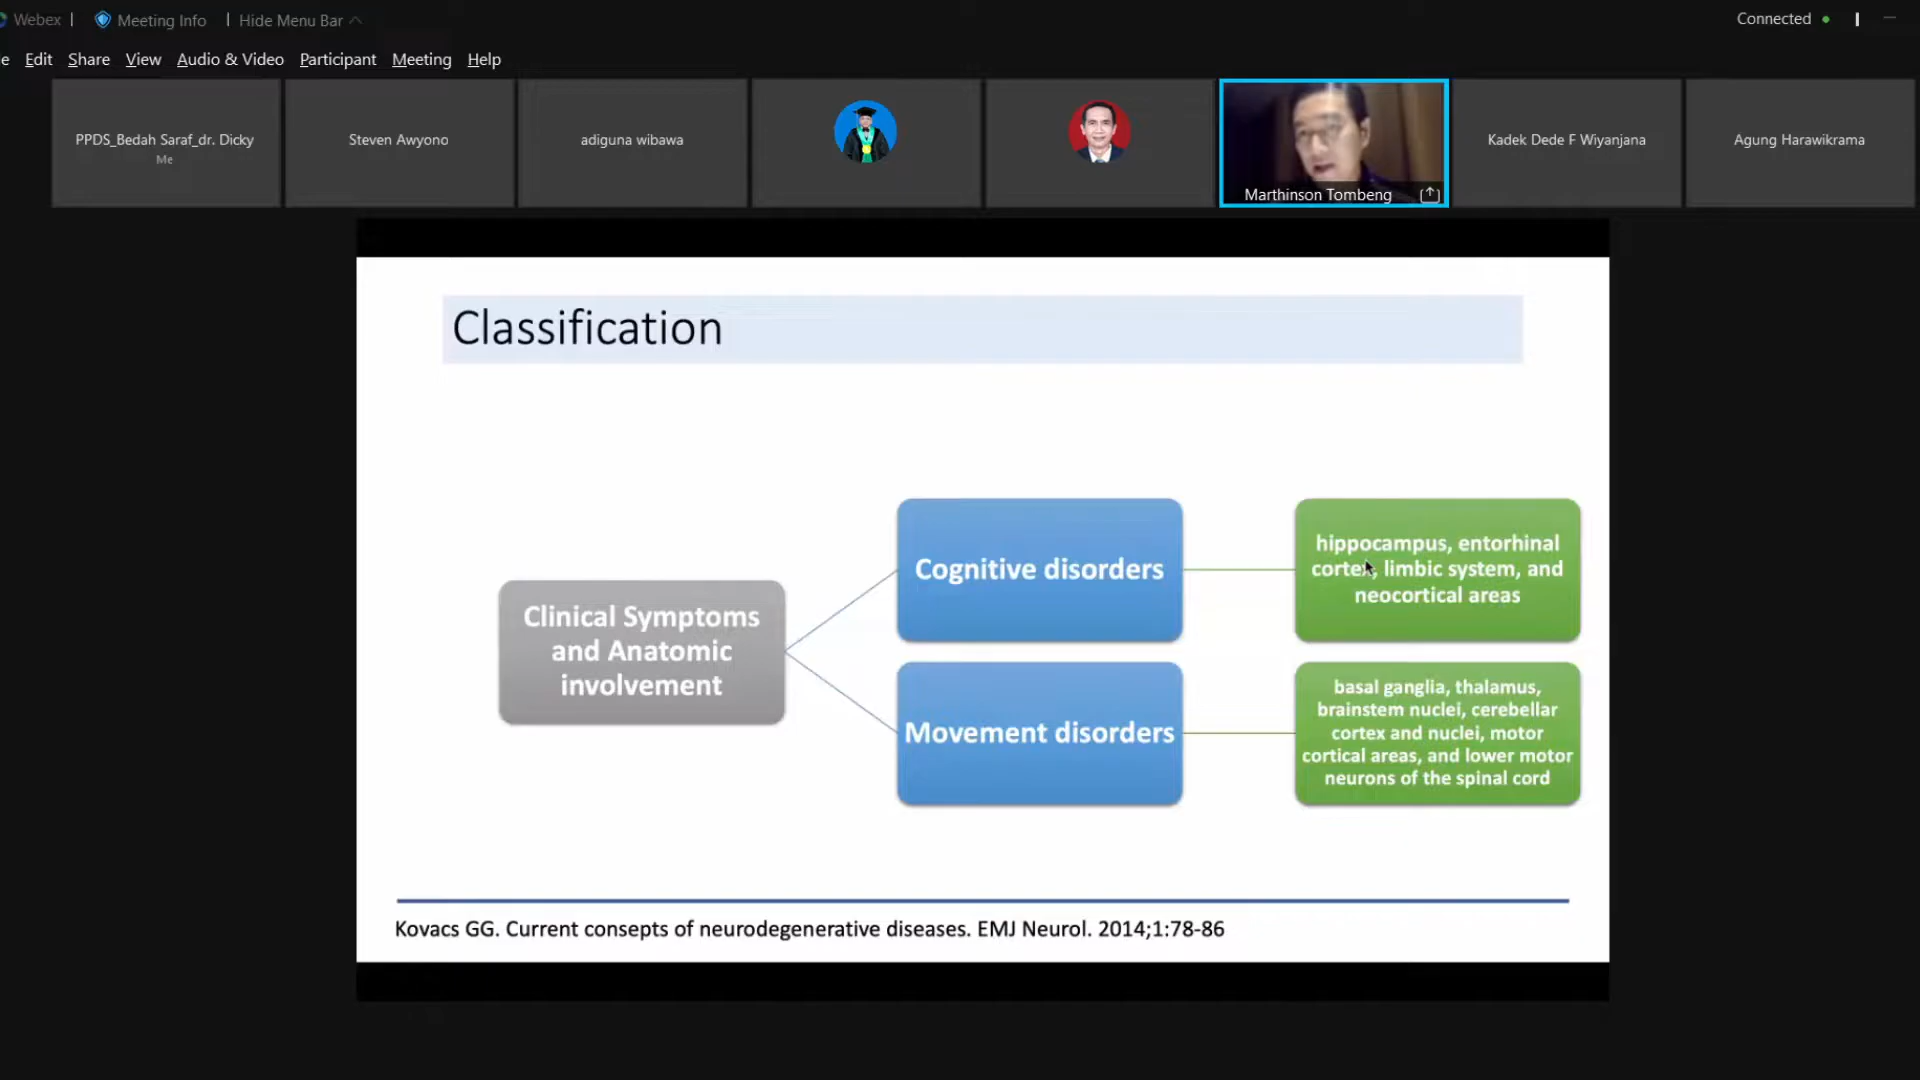 Webex | Meeting Info | Hide Menu Bar
Connected
e Edit Share View Audio & Video Participant Meeting Help
PPDS_Bedah Saraf_dr. Dicky
Me
Steven Awyono
adiguna wibawa
Marthinson Tombeng
Kadek Dede F Wiyanjana
Agung Harawikrama
Classification
Clinical Symptoms
and Anatomic
involvement
Cognitive disorders
hippocampus, entorhinal
cortex, limbic system, and
neocortical areas
Movement disorders
basal ganglia, thalamus,
brainstem nuclei, cerebellar
cortex and nuclei, motor
cortical areas, and lower motor
neurons of the spinal cord
Kovacs GG. Current consepts of neurodegenerative diseases. EMJ Neurol. 2014;1:78-86